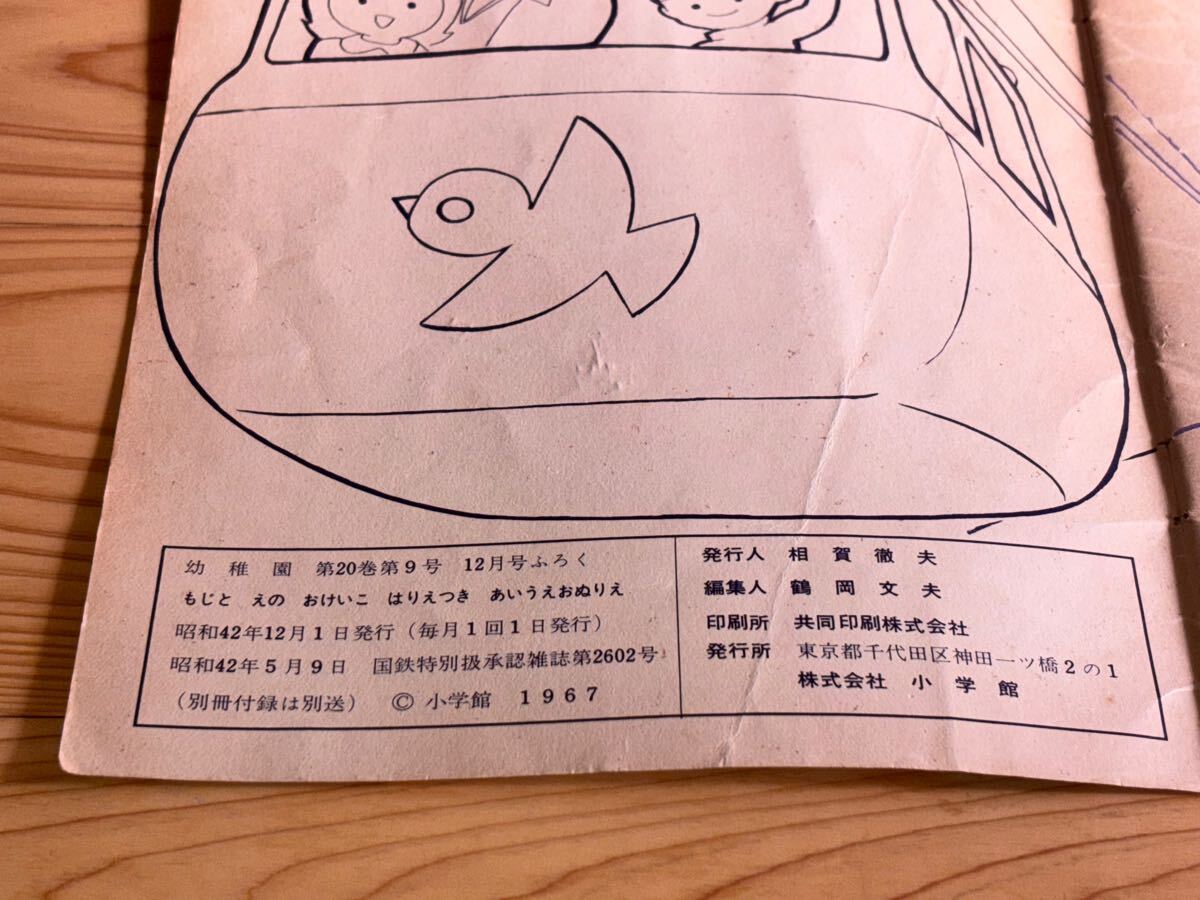 幼稚園 第20巻第9号 12月号ふろく
もじと えの おけいこ はりえつき あいうえおぬりえ
昭和42年12月1日発行（毎月1回1日発行）
昭和42年5月9日 国鉄特別扱承認雑誌第2602号
（別冊付録は別送） © 小学館 1967
発行人 相賀徹夫
編集人 鶴岡文夫
印刷所 共同印刷株式会社
発行所 東京都千代田区神田一ツ橋2の1
株式会社 小学館